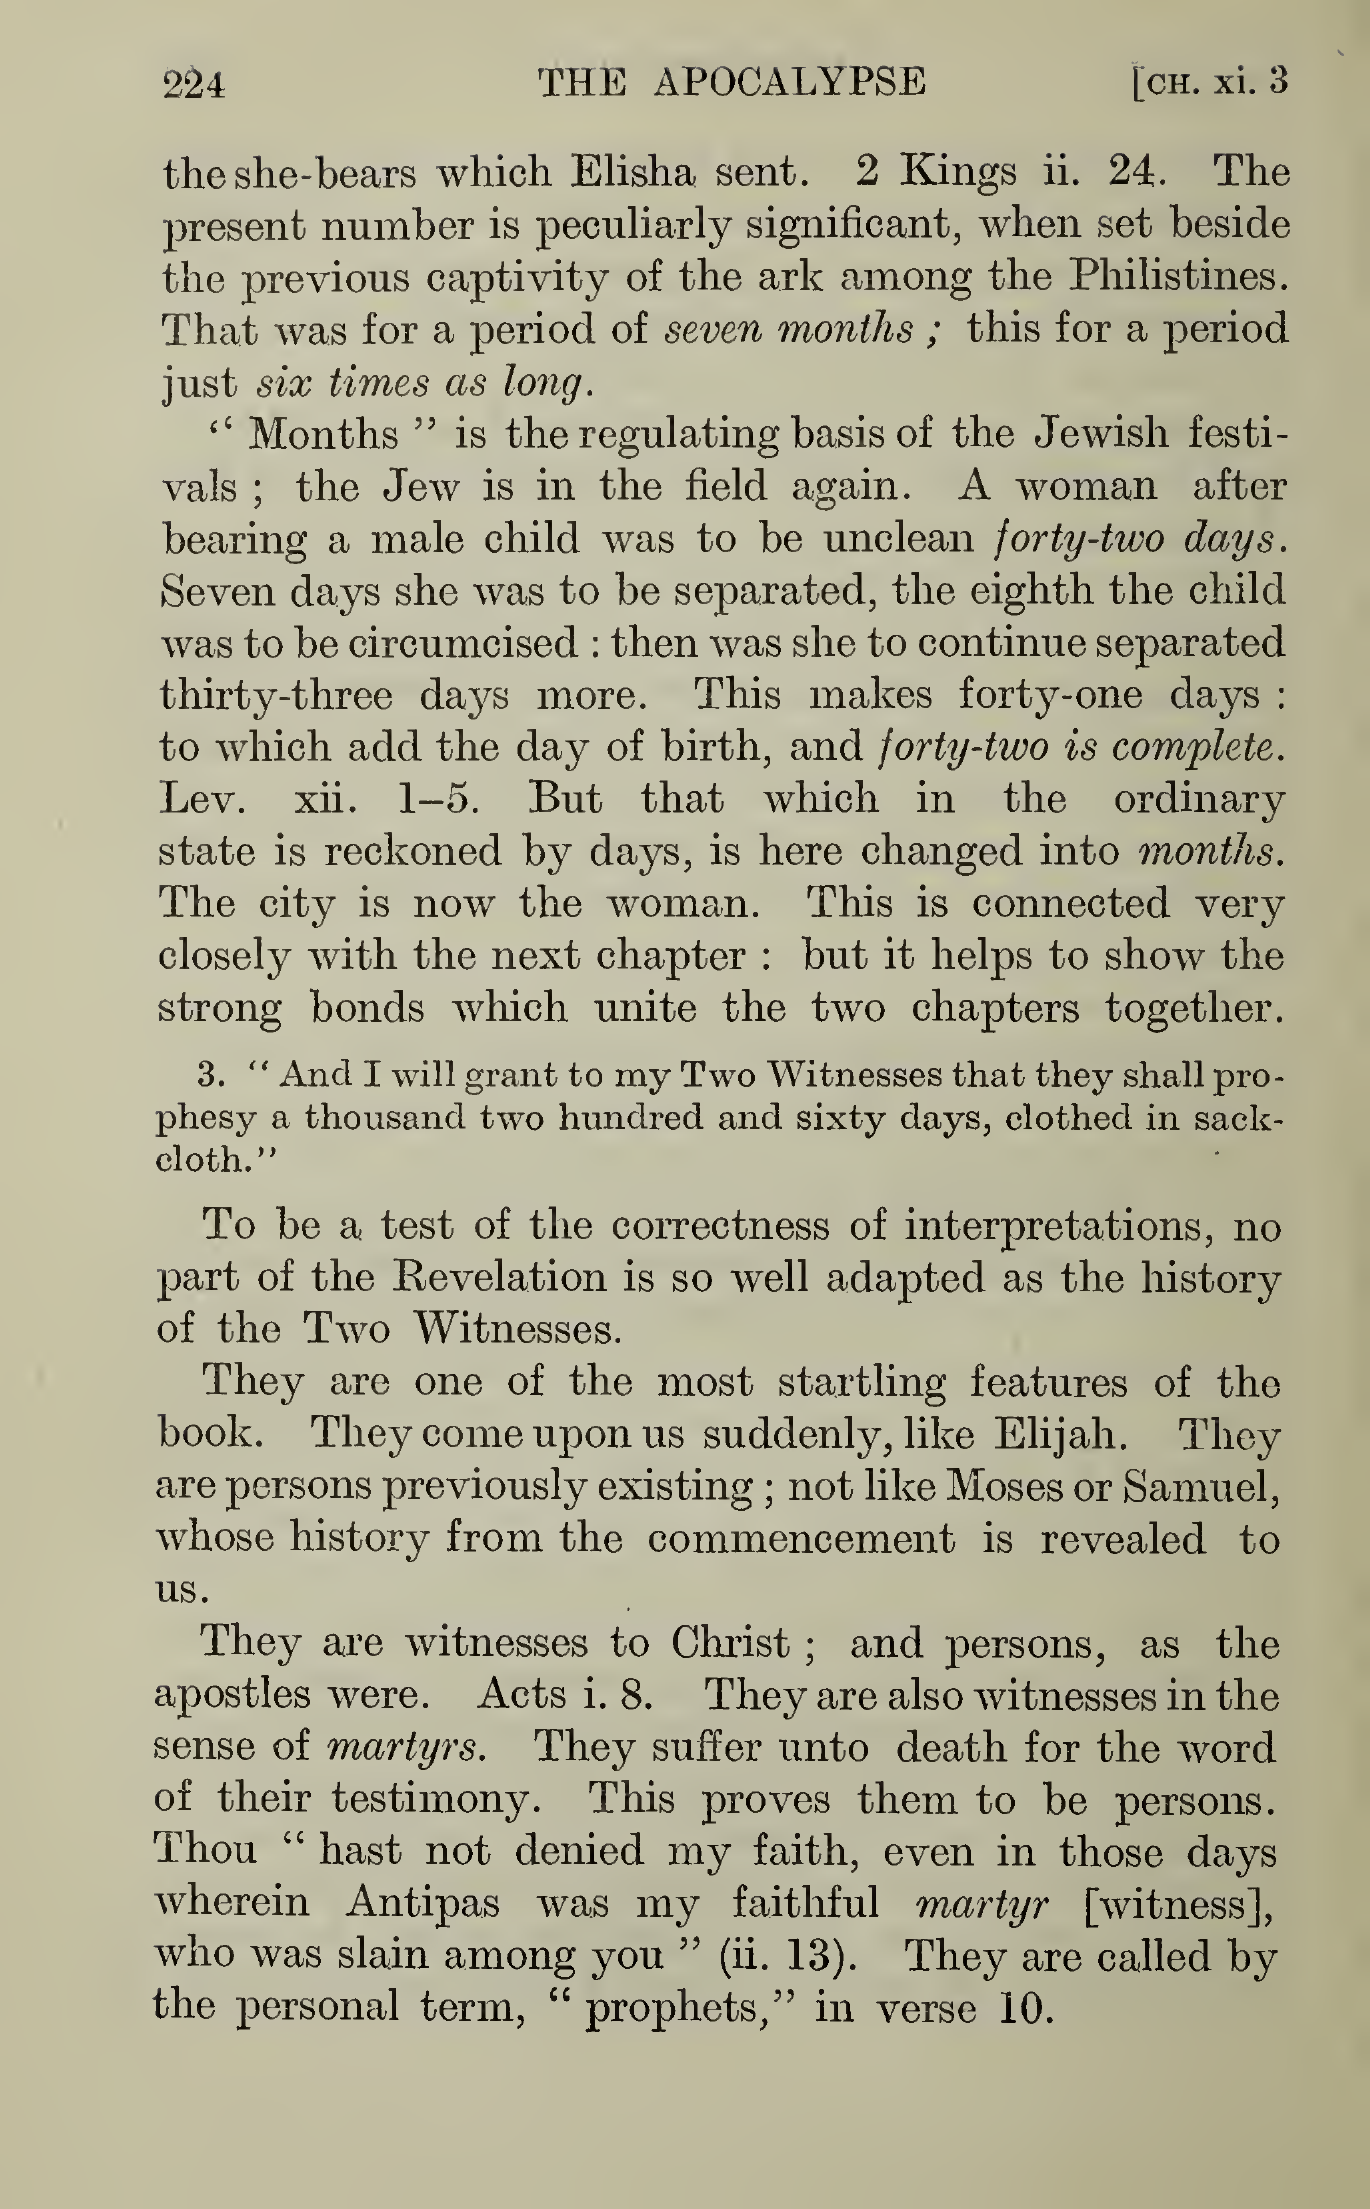 224 THE APOCALYPSE [CH. xi. 3
the she-bears which Elisha sent. 2 Kings ii. 24. The
present number is peculiarly significant, when set beside
the previous captivity of the ark among the Philistines.
That was for a period of seven months ; this for a period
just six times as long.
“ Months ” is the regulating basis of the Jewish festi-
vals ; the Jew is in the field again. A woman after
bearing a male child was to be unclean forty-two days.
Seven days she was to be separated, the eighth the child
was to be circumcised : then was she to continue separated
thirty-three days more. This makes forty-one days :
to which add the day of birth, and forty-two is complete.
Lev. xii. 1–5. But that which in the ordinary
state is reckoned by days, is here changed into months.
The city is now the woman. This is connected very
closely with the next chapter : but it helps to show the
strong bonds which unite the two chapters together.
3. “ And I will grant to my Two Witnesses that they shall pro-
phesy a thousand two hundred and sixty days, clothed in sack-
cloth.”
To be a test of the correctness of interpretations, no
part of the Revelation is so well adapted as the history
of the Two Witnesses.
They are one of the most startling features of the
book. They come upon us suddenly, like Elijah. They
are persons previously existing ; not like Moses or Samuel,
whose history from the commencement is revealed to
us.
They are witnesses to Christ ; and persons, as the
apostles were. Acts i. 8. They are also witnesses in the
sense of martyrs. They suffer unto death for the word
of their testimony. This proves them to be persons.
Thou “ hast not denied my faith, even in those days
wherein Antipas was my faithful martyr [witness],
who was slain among you ” (ii. 13). They are called by
the personal term, “ prophets,” in verse 10.